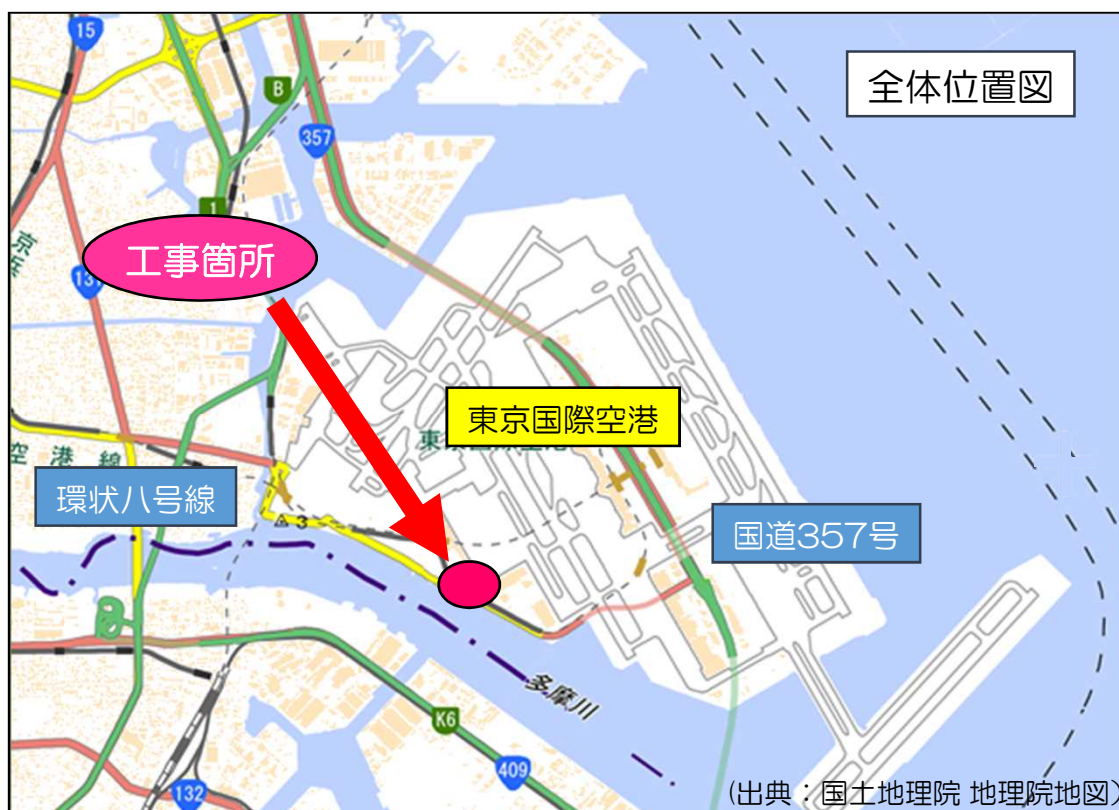 15
全体位置図
B
357
1
工事箇所
京
131
東京国際空港
空港線
環状八号線
3
国道357号
多摩川
K6
409
132
(出典：国土地理院 地理院地図)